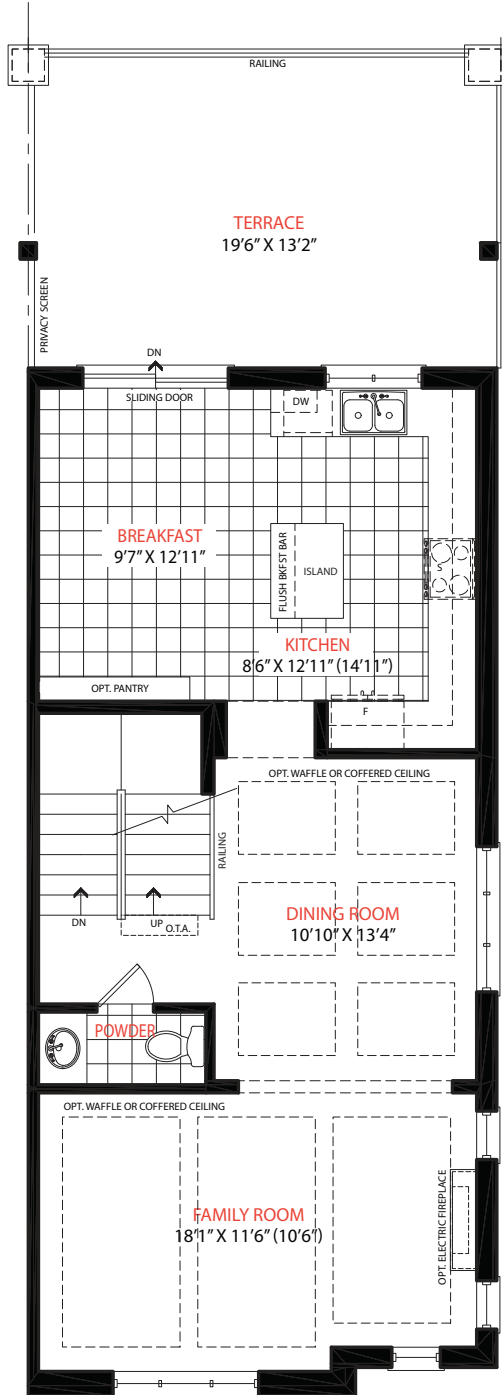 RAILING
TERRACE
19'6" X 13'2"
PRIVACY SCREEN
DN
SLIDING DOOR
DW
BREAKFAST
9'7" X 12'11"
FLUSH BKFST BAR
ISLAND
S
KITCHEN
8'6" X 12'11" (14'11")
OPT. PANTRY
F
OPT. WAFFLE OR COFFERED CEILING
RAILING
DINING ROOM
10'10" X 13'4"
DN
UP
O.T.A.
POWDER
OPT. WAFFLE OR COFFERED CEILING
OPT. ELECTRIC FIREPLACE
FAMILY ROOM
18'1" X 11'6" (10'6")